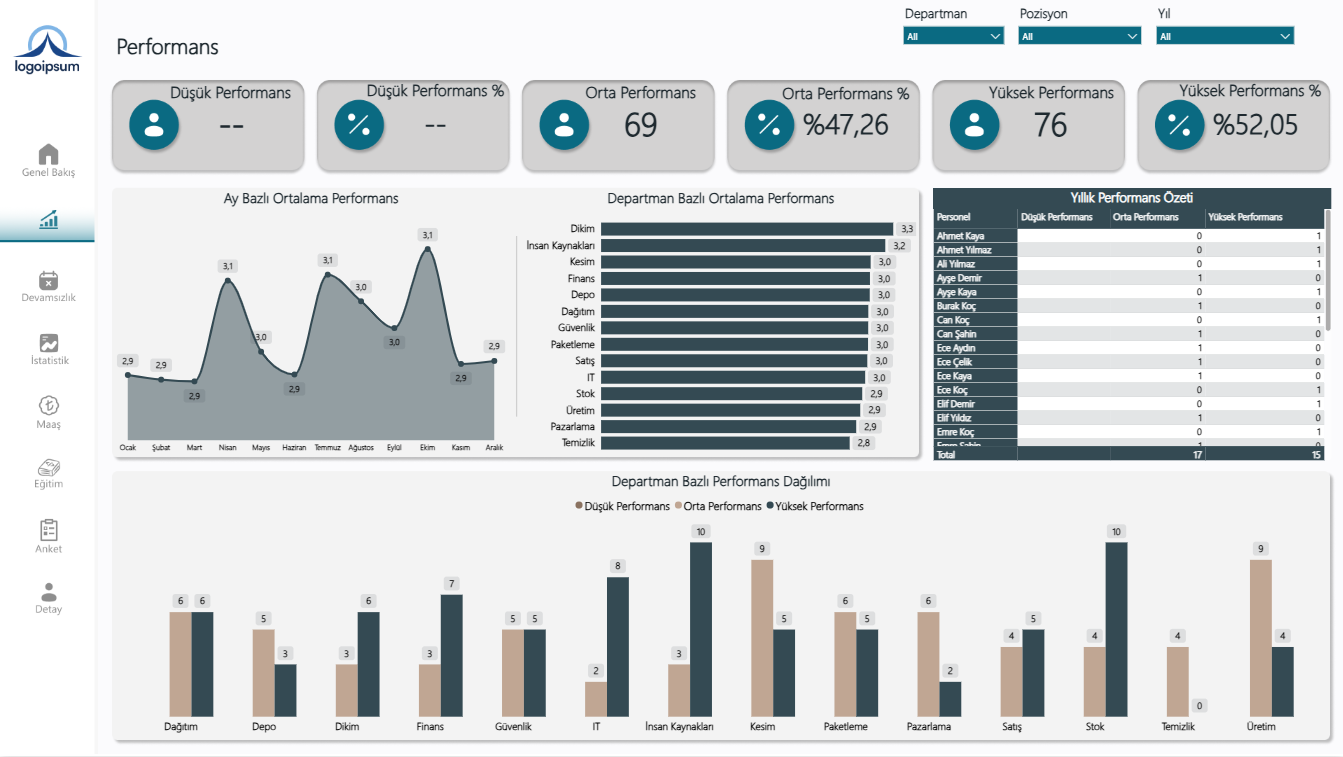 logoipsum
Performans
Departman Pozisyon Yıl
All All All
Düşük Performans
--
Düşük Performans %
--
Orta Performans
69
Orta Performans %
%47,26
Yüksek Performans
76
Yüksek Performans %
%52,05
Genel Bakış
Devamsızlık
İstatistik
Maaş
Eğitim
Anket
Detay
Ay Bazlı Ortalama Performans
2,9 2,9 2,9 3,1 3,0 2,9 3,1 3,0 3,0 3,1 2,9 2,9
Ocak Şubat Mart Nisan Mayıs Haziran Temmuz Ağustos Eylül Ekim Kasım Aralık
Departman Bazlı Ortalama Performans
Dikim 3,3
İnsan Kaynakları 3,2
Kesim 3,0
Finans 3,0
Depo 3,0
Dağıtım 3,0
Güvenlik 3,0
Paketleme 3,0
Satış 3,0
IT 3,0
Stok 2,9
Üretim 2,9
Pazarlama 2,9
Temizlik 2,8
Yıllık Performans Özeti
Personel Düşük Performans Orta Performans Yüksek Performans
Ahmet Kaya 0 1
Ahmet Yılmaz 0 1
Ali Yılmaz 0 1
Ayşe Demir 1 0
Ayşe Kaya 0 1
Burak Koç 1 0
Can Koç 0 1
Can Şahin 1 0
Ece Aydın 1 0
Ece Çelik 1 0
Ece Kaya 1 0
Ece Koç 0 1
Elif Demir 0 1
Elif Yıldız 1 0
Emre Koç 0 1
Emre Şahin 1 0
Total 17 15
Departman Bazlı Performans Dağılımı
Düşük Performans Orta Performans Yüksek Performans
6 6 5 3 3 6 3 7 5 5 2 8 3 10 9 5 6 5 6 2 4 5 4 10 4 0 9 4
Dağıtım Depo Dikim Finans Güvenlik IT İnsan Kaynakları Kesim Paketleme Pazarlama Satış Stok Temizlik Üretim